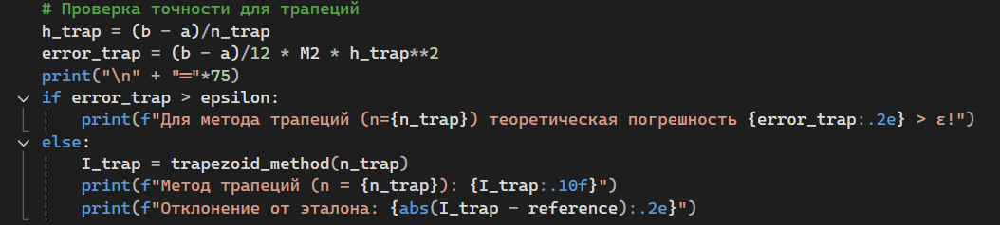 # Проверка точности для трапеций
h_trap = (b - a)/n_trap
error_trap = (b - a)/12 * M2 * h_trap**2
print("\n" + "═"*75)
if error_trap > epsilon:
    print(f"Для метода трапеций (n={n_trap}) теоретическая погрешность {error_trap:.2e} > ε!")
else:
    I_trap = trapezoid_method(n_trap)
    print(f"Метод трапеций (n = {n_trap}): {I_trap:.10f}")
    print(f"Отклонение от эталона: {abs(I_trap - reference):.2e}")